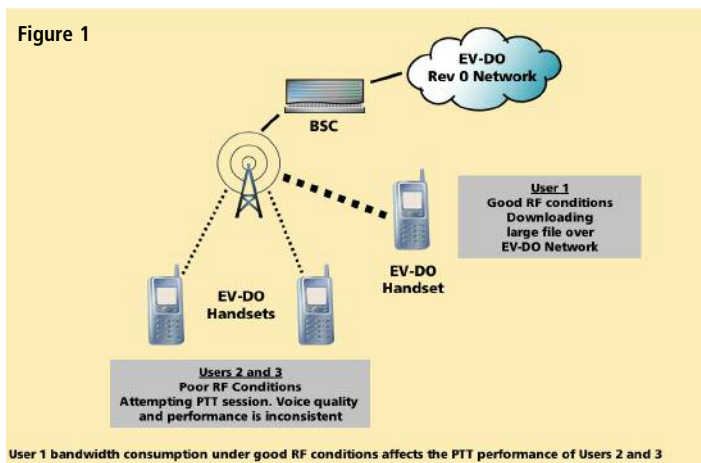 Figure 1
EV-DO
Rev 0 Network
BSC
User 1
Good RF conditions
Downloading
large file over
EV-DO Network
EV-DO
Handset
EV-DO
Handsets
Users 2 and 3
Poor RF Conditions
Attempting PTT session. Voice quality
and performance is inconsistent
User 1 bandwidth consumption under good RF conditions affects the PTT performance of Users 2 and 3